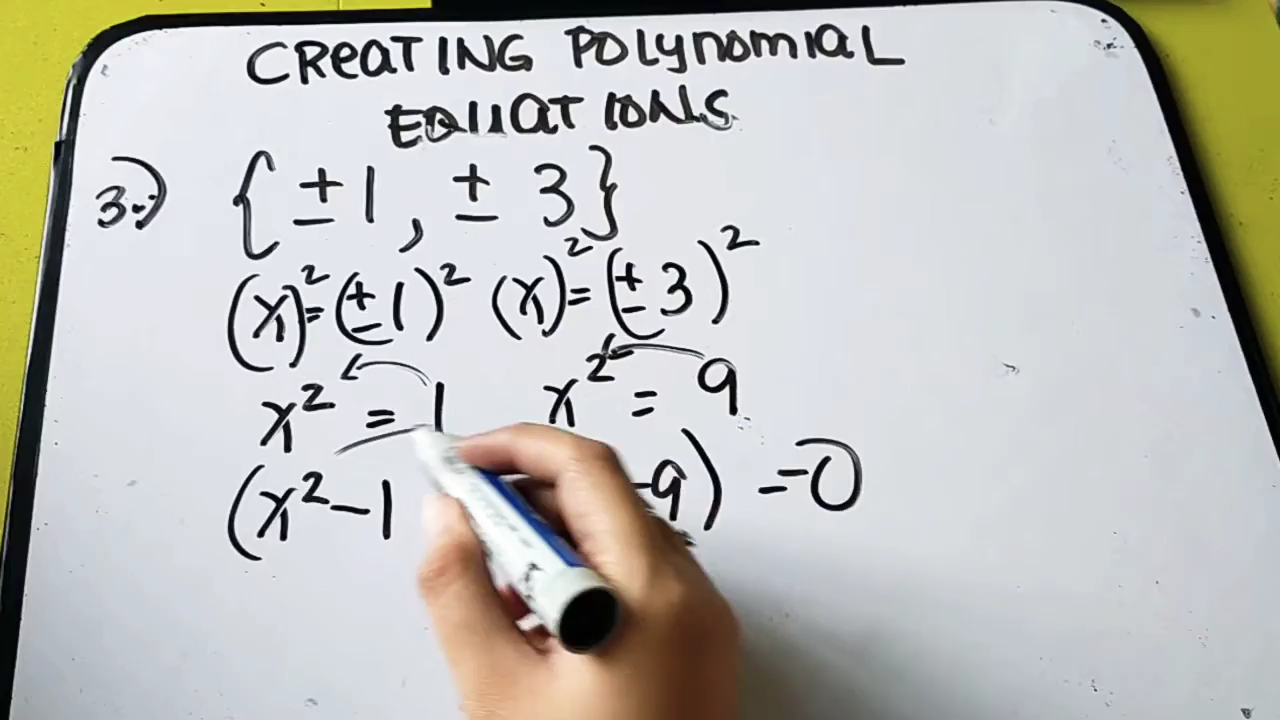 CREATING POLYNOMIAL
EQUATIONS
3.) { ± 1 , ± 3 }
(x)² = (± 1)² (x)² = (± 3)²
x² = 1 x² = 9
(x² - 1 - 9) = 0